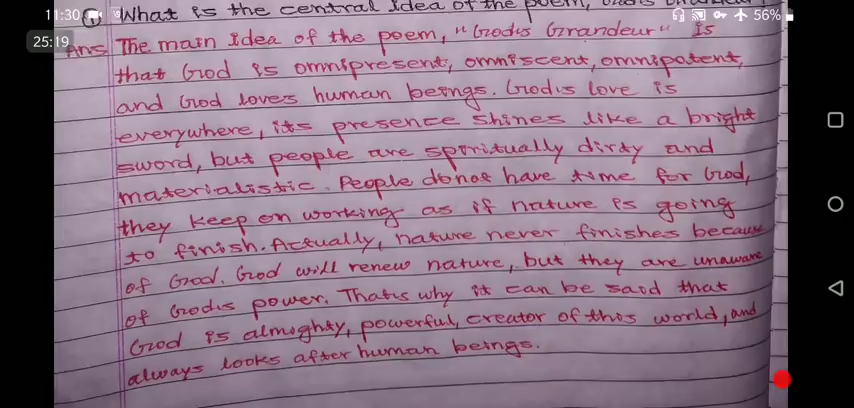 11:30
56%
25:19
What is the central idea of the poem,
Ans The main idea of the poem, "God's Grandeur" is
that God is omnipresent, omniscent, omnipotent,
and God loves human beings. God's love is
everywhere, its presence shines like a bright
sword, but people are spiritually dirty and
materialistic. People donot have time for God,
they keep on working as if nature is going
to finish. Actually, nature never finishes because
of God. God will renew nature, but they are unaware
of God's power. That's why it can be said that
God is almighty, powerful, creator of this world, and
always looks after human beings.